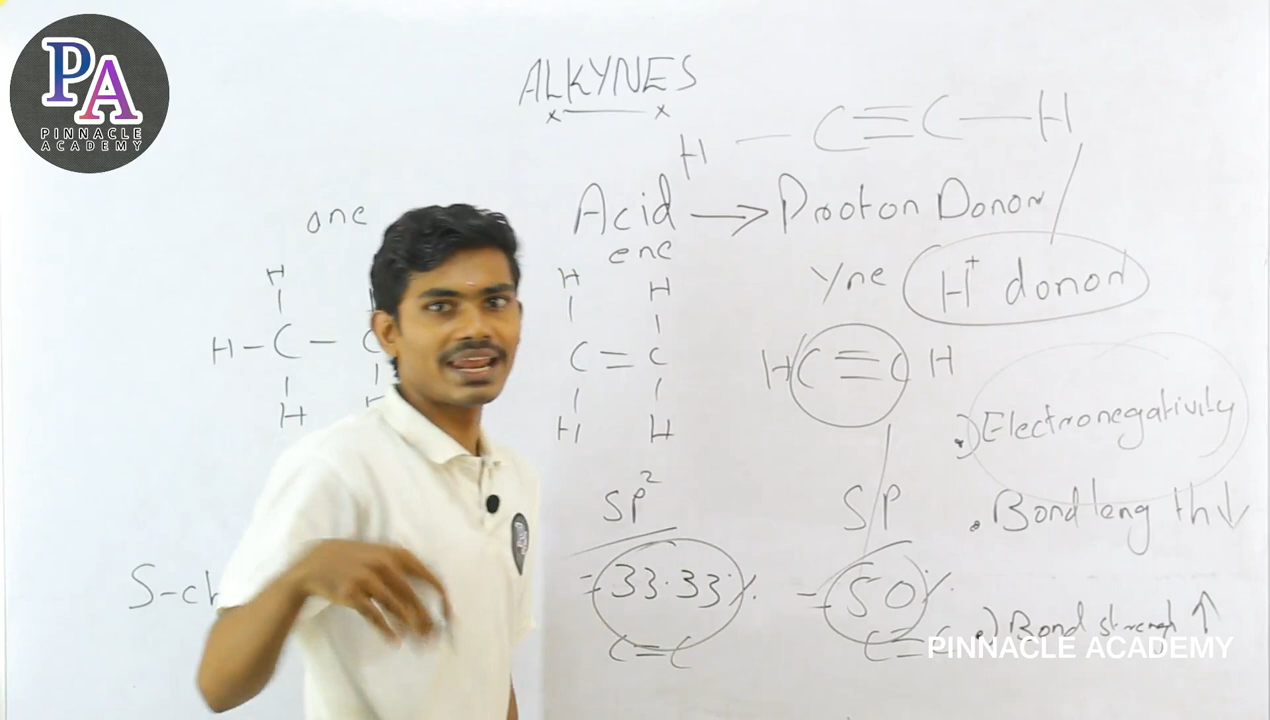 PA
PINNACLE
ACADEMY
ALKYNES
H — C≡C — H
Acid → Proton Donor
ane
ene
Yne
H⁺ donor
H
H
H
H – C – C
H
H
C = C
H
H
HC≡CH
.) Electronegativity
SP²
SP
. Bond length ↓
S-ch
= 33.33%
= 50%
.) Bond strength ↑
C=C
C≡C
PINNACLE ACADEMY